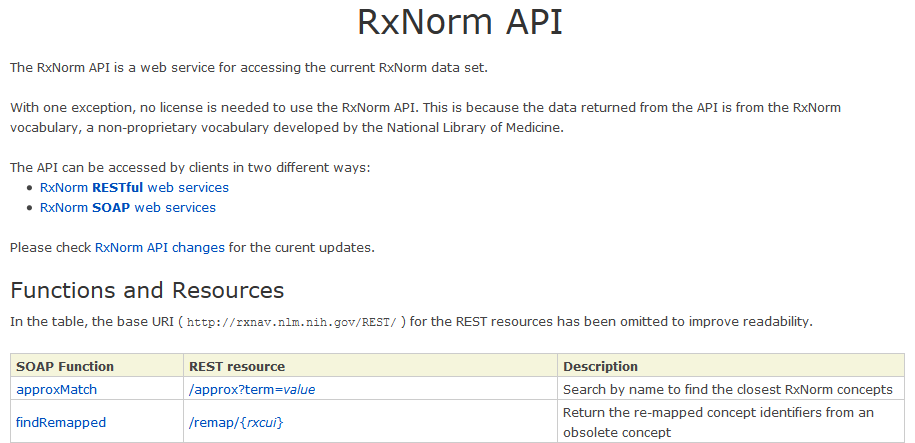 RxNorm API
The RxNorm API is a web service for accessing the current RxNorm data set.
With one exception, no license is needed to use the RxNorm API. This is because the data returned from the API is from the RxNorm
vocabulary, a non-proprietary vocabulary developed by the National Library of Medicine.
The API can be accessed by clients in two different ways:
• RxNorm RESTful web services
• RxNorm SOAP web services
Please check RxNorm API changes for the curent updates.
Functions and Resources
In the table, the base URI ( http://rxnav.nlm.nih.gov/REST/ ) for the REST resources has been omitted to improve readability.
SOAP Function REST resource Description
approxMatch /approx?term=value Search by name to find the closest RxNorm concepts
findRemapped /remap/{rxcui} Return the re-mapped concept identifiers from an
obsolete concept